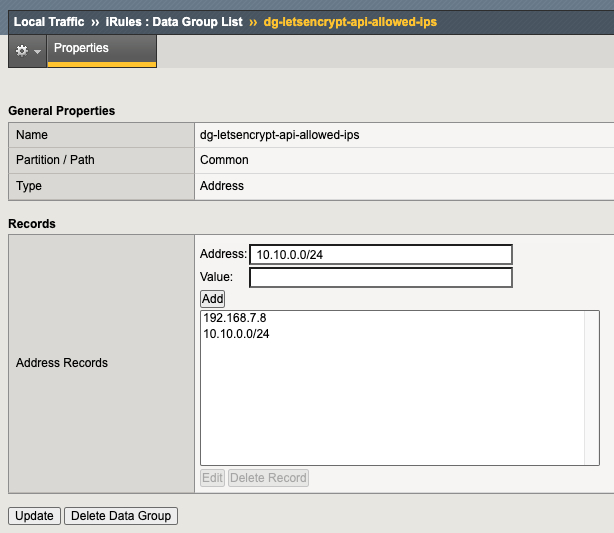 Local Traffic ›› iRules : Data Group List ›› dg-letsencrypt-api-allowed-ips
Properties
General Properties
Name dg-letsencrypt-api-allowed-ips
Partition / Path Common
Type Address
Records
Address: 10.10.0.0/24
Value:
Add
192.168.7.8
10.10.0.0/24
Address Records
Edit Delete Record
Update Delete Data Group